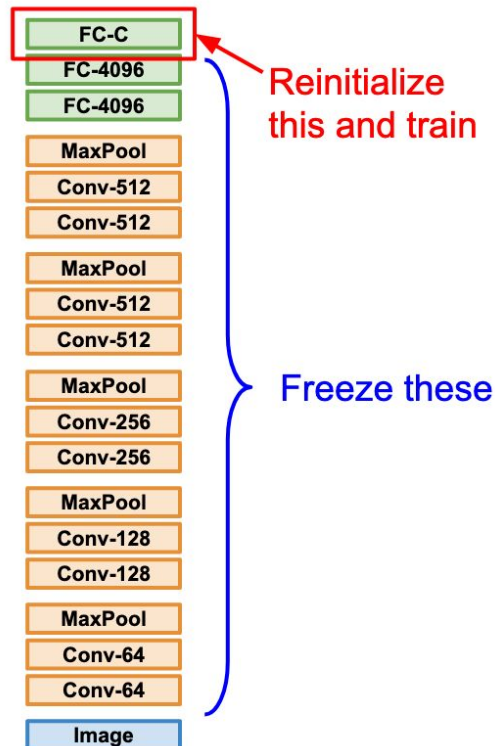 FC-C
FC-4096
FC-4096
Reinitialize
this and train
MaxPool
Conv-512
Conv-512
MaxPool
Conv-512
Conv-512
MaxPool
Conv-256
Conv-256
Freeze these
MaxPool
Conv-128
Conv-128
MaxPool
Conv-64
Conv-64
Image